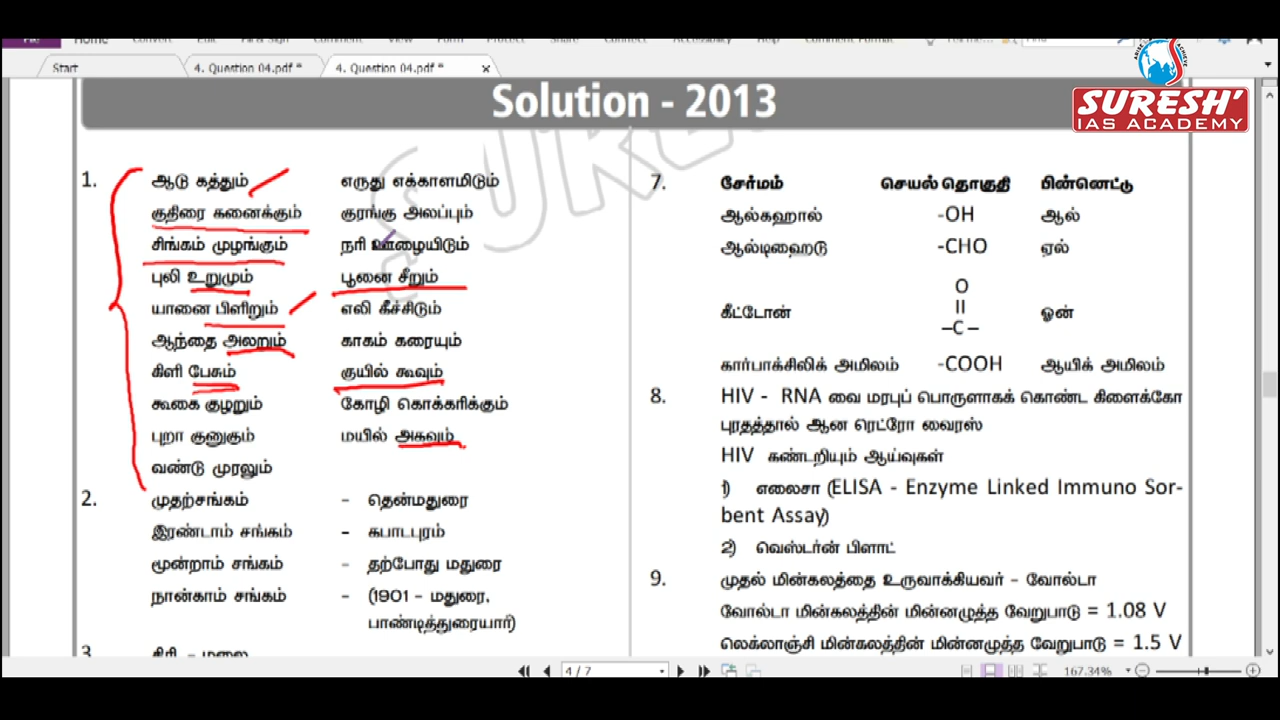 Start
4. Question 04.pdf *
4. Question 04.pdf * ×
ARISE ACHIEVE
SURESH'
IAS ACADEMY
Solution - 2013
1. ஆடு கத்தும் எருது எக்காளமிடும்
குதிரை கனைக்கும் குரங்கு அலப்பும்
சிங்கம் முழங்கும் நரி ஊழையிடும்
புலி உறுமும் பூனை சீறும்
யானை பிளிறும் எலி கீச்சிடும்
ஆந்தை அலறும் காகம் கரையும்
கிளி பேசும் குயில் கூவும்
கூகை குழறும் கோழி கொக்கரிக்கும்
புறா குனுகும் மயில் அகவும்
வண்டு முரலும்
2. முதற்சங்கம் - தென்மதுரை
இரண்டாம் சங்கம் - கபாடபுரம்
மூன்றாம் சங்கம் - தற்போது மதுரை
நான்காம் சங்கம் - (1901 - மதுரை,
பாண்டித்துரையார்)
3. கிரி - மலை
7. சேர்மம் செயல் தொகுதி பின்னெட்டு
ஆல்கஹால் -OH ஆல்
ஆல்டிஹைடு -CHO ஏல்
O
||
கீட்டோன் –C – ஓன்
கார்பாக்சிலிக் அமிலம் -COOH ஆயிக் அமிலம்
8. HIV - RNA வை மரபுப் பொருளாகக் கொண்ட கிளைக்கோ
புரதத்தால் ஆன ரெட்ரோ வைரஸ்
HIV கண்டறியும் ஆய்வுகள்
1) எலைசா (ELISA - Enzyme Linked Immuno Sor-
bent Assay)
2) வெஸ்டர்ன் பிளாட்
9. முதல் மின்கலத்தை உருவாக்கியவர் - வோல்டா
வோல்டா மின்கலத்தின் மின்னழுத்த வேறுபாடு = 1.08 V
லெக்லாஞ்சி மின்கலத்தின் மின்னழுத்த வேறுபாடு = 1.5 V
4 / 7
167.34%